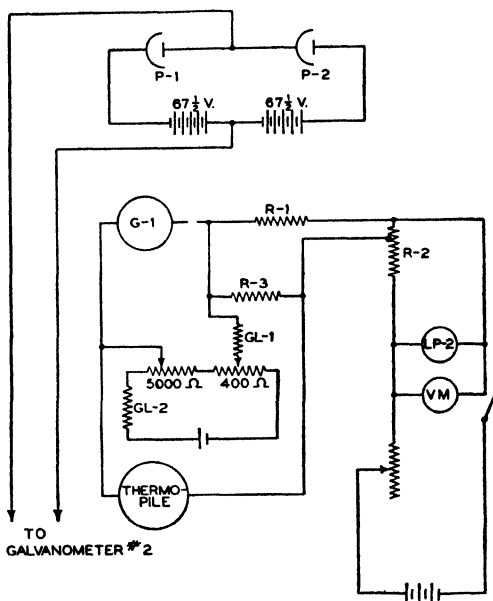 P-1
P-2
67½ V.
67½ V.
G-1
R-1
R-2
R-3
GL-1
LP-2
5000 Ω
400 Ω
GL-2
VM
THERMO-
PILE
TO
GALVANOMETER #2